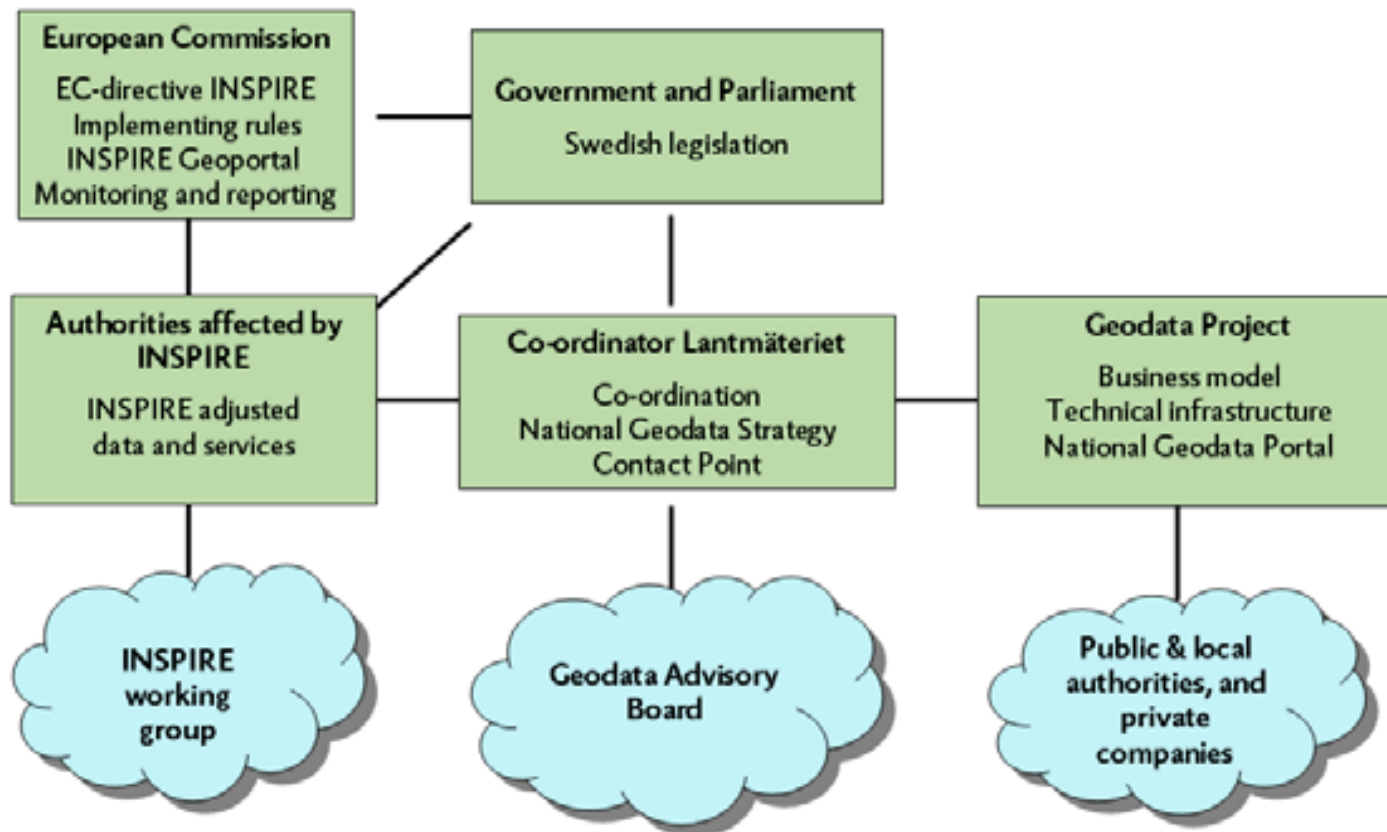 European Commission
EC-directive INSPIRE
Implementing rules
INSPIRE Geoportal
Monitoring and reporting
Government and Parliament
Swedish legislation
Authorities affected by
INSPIRE
INSPIRE adjusted
data and services
Co-ordinator Lantmäteriet
Co-ordination
National Geodata Strategy
Contact Point
Geodata Project
Business model
Technical infrastructure
National Geodata Portal
INSPIRE
working
group
Geodata Advisory
Board
Public & local
authorities, and
private
companies